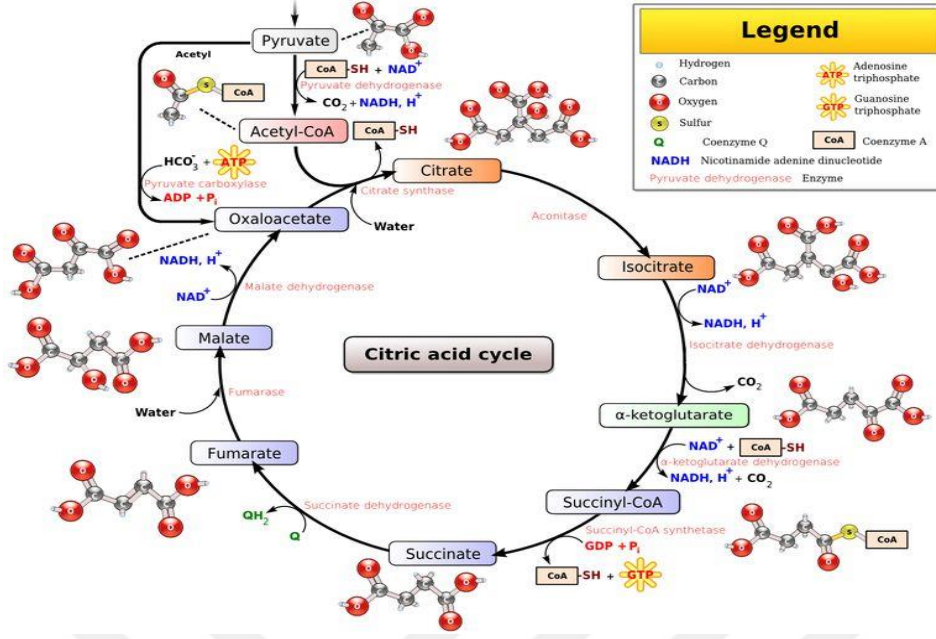 Pyruvate
Acetyl
CoA-SH + NAD+
Pyruvate dehydrogenase
CO2 + NADH, H+
S CoA
Acetyl-CoA
CoA-SH
HCO3- + ATP
Pyruvate carboxylase
ADP + Pi
Citrate
Citrate synthase
Water
Oxaloacetate
Aconitase
Isocitrate
NAD+
NADH, H+
Isocitrate dehydrogenase
CO2
α-ketoglutarate
NAD+ + CoA-SH
α-ketoglutarate dehydrogenase
NADH, H+ + CO2
Succinyl-CoA
S CoA
Succinyl-CoA synthetase
GDP + Pi
CoA-SH + GTP
Succinate
Succinate dehydrogenase
QH2
Q
Fumarate
Fumarase
Water
Malate
NADH, H+
Malate dehydrogenase
NAD+
Citric acid cycle
Legend
Hydrogen
Carbon
Oxygen
S Sulfur
Q Coenzyme Q
NADH Nicotinamide adenine dinucleotide
Pyruvate dehydrogenase Enzyme
ATP Adenosine
triphosphate
GTP Guanosine
triphosphate
CoA Coenzyme A